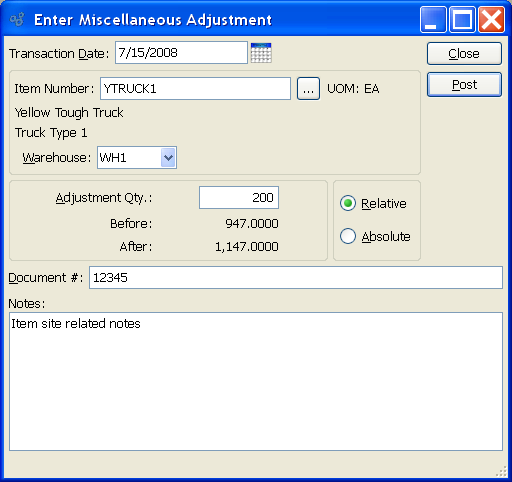 Enter Miscellaneous Adjustment
Transaction Date: 7/15/2008
Close
Item Number: YTRUCK1 ... UOM: EA
Post
Yellow Tough Truck
Truck Type 1
Warehouse: WH1
Adjustment Qty.: 200
Relative
Before: 947.0000
Absolute
After: 1,147.0000
Document #: 12345
Notes:
Item site related notes